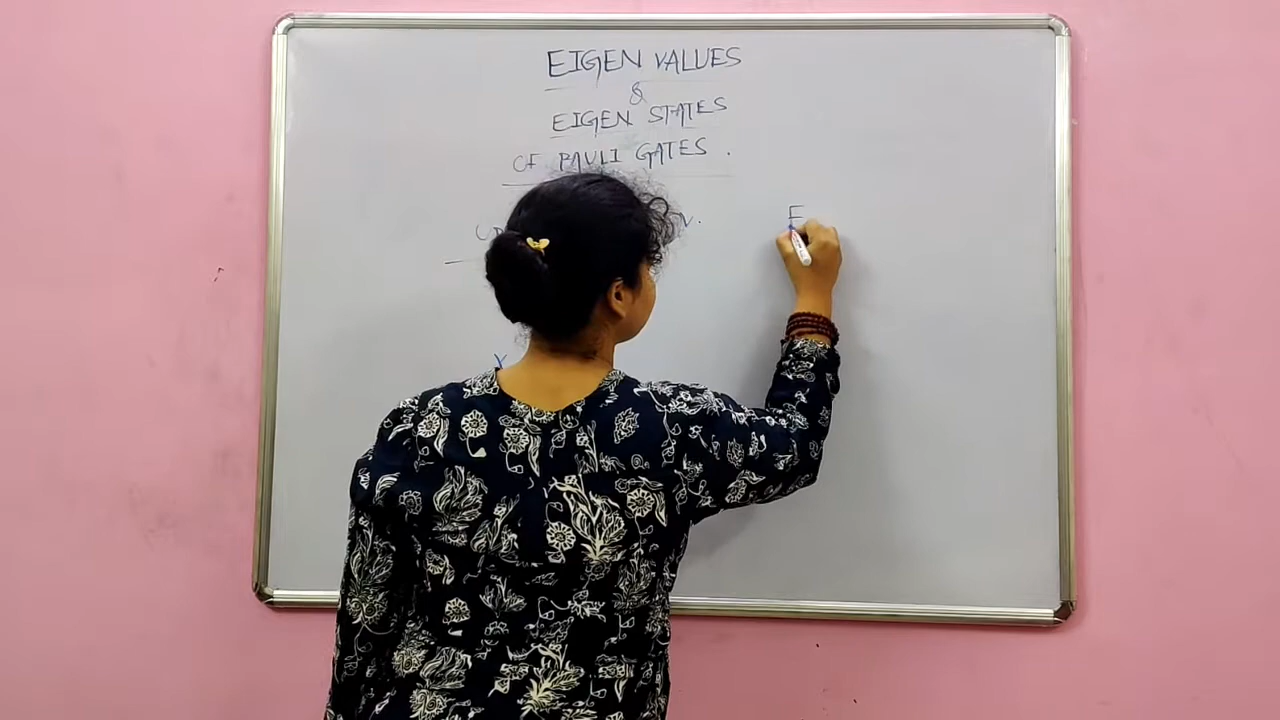 EIGEN VALUES
&
EIGEN STATES
OF PAULI GATES .
E